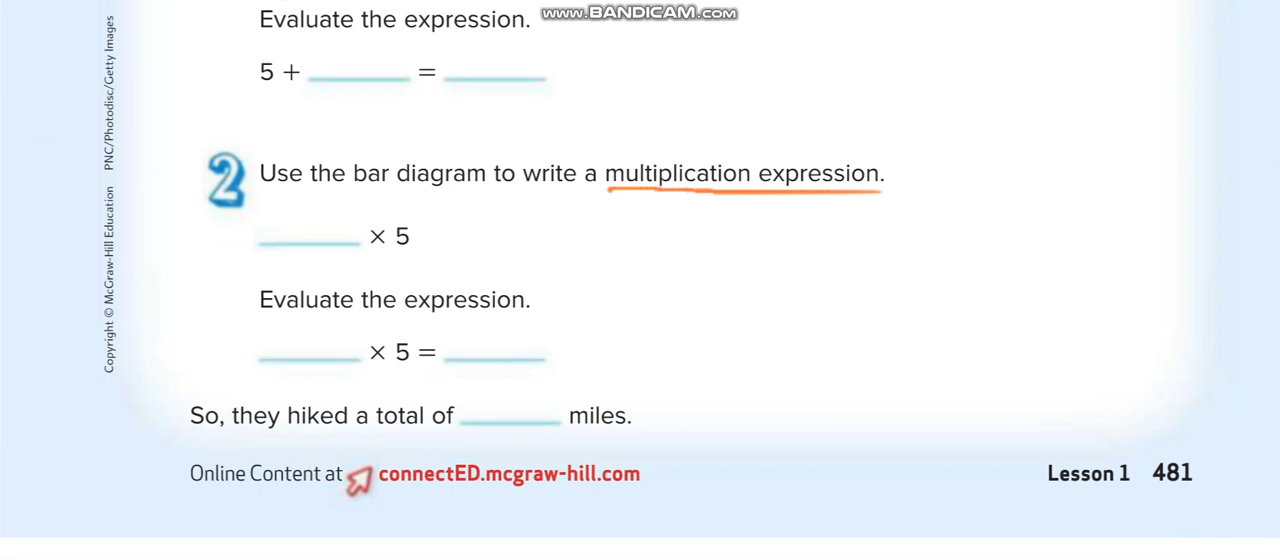 www.BANDICAM.com
Evaluate the expression.
5 + ______ = ______
2 Use the bar diagram to write a multiplication expression.
______ × 5
Evaluate the expression.
______ × 5 = ______
So, they hiked a total of ______ miles.
Online Content at connectED.mcgraw-hill.com
Lesson 1 481
Copyright © McGraw-Hill Education PNC/Photodisc/Getty Images